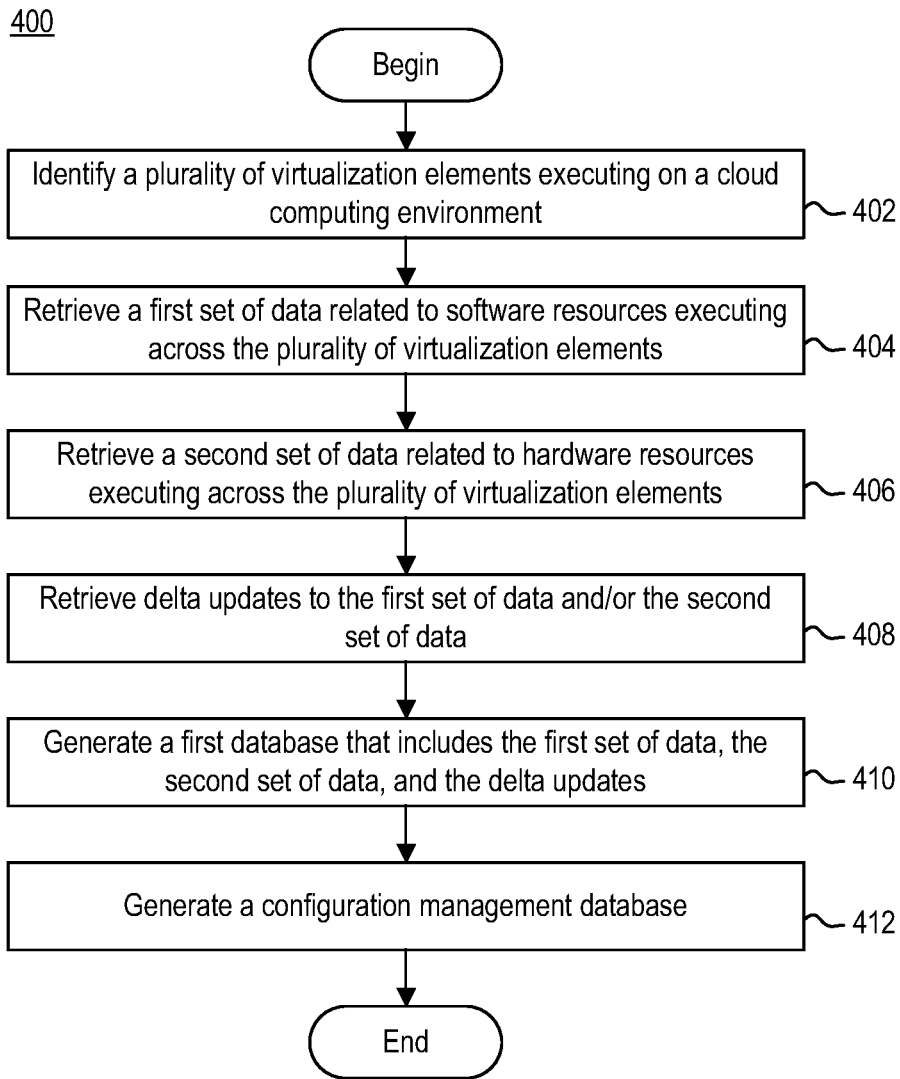 400
Begin
Identify a plurality of virtualization elements executing on a cloud
computing environment
402
Retrieve a first set of data related to software resources executing
across the plurality of virtualization elements
404
Retrieve a second set of data related to hardware resources
executing across the plurality of virtualization elements
406
Retrieve delta updates to the first set of data and/or the second
set of data
408
Generate a first database that includes the first set of data, the
second set of data, and the delta updates
410
Generate a configuration management database
412
End